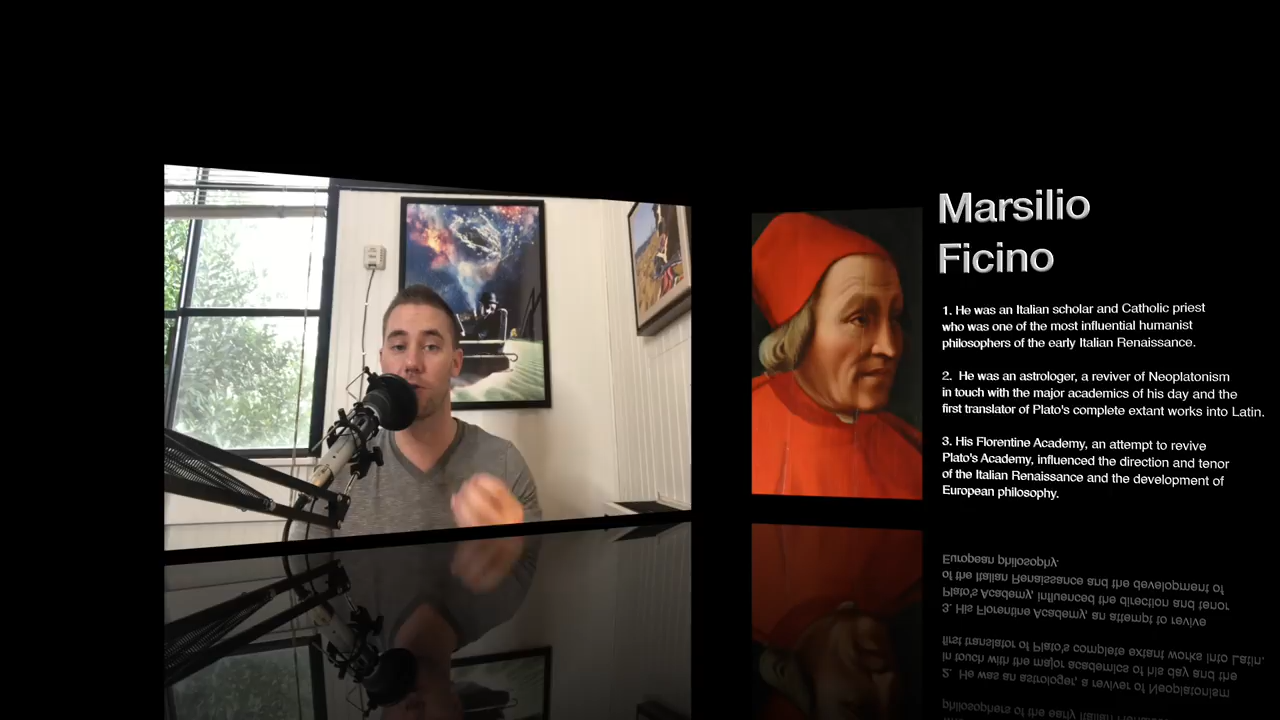 Marsilio
Ficino
1. He was an Italian scholar and Catholic priest
who was one of the most influential humanist
philosophers of the early Italian Renaissance.
2. He was an astrologer, a reviver of Neoplatonism
in touch with the major academics of his day and the
first translator of Plato's complete extant works into Latin.
3. His Florentine Academy, an attempt to revive
Plato's Academy, influenced the direction and tenor
of the Italian Renaissance and the development of
European philosophy.